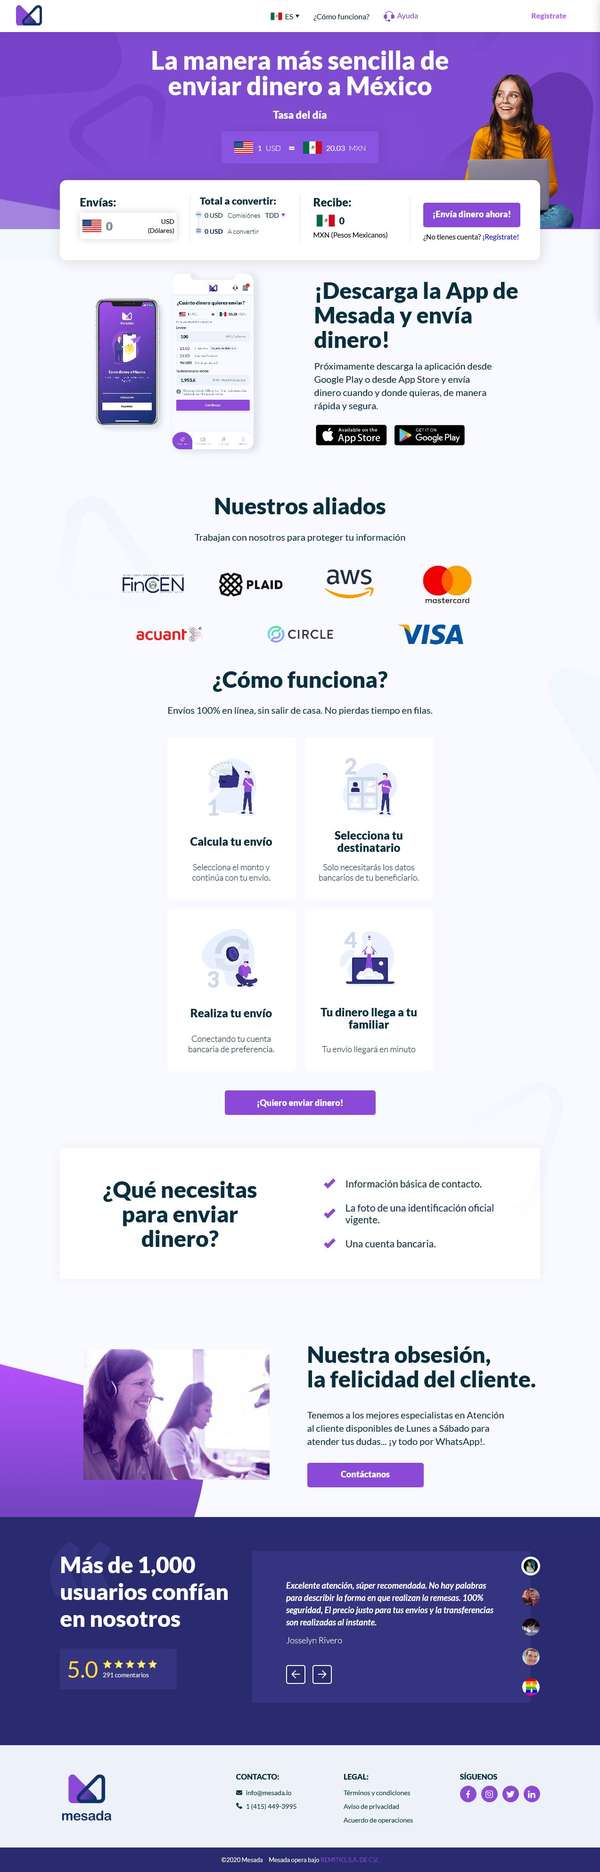 ES
¿Cómo funciona?
Ayuda
Regístrate
La manera más sencilla de
enviar dinero a México
Tasa del día
1 USD = 20.03 MXN
Envías:
0
USD
(Dólares)
Total a convertir:
0 USD Comisiónes TDD
0 USD A convertir
Recibe:
0
MXN (Pesos Mexicanos)
¡Envía dinero ahora!
¿No tienes cuenta? ¡Regístrate!
¿Cuánto dinero quieres enviar?
100
1,953.6
¡Descarga la App de
Mesada y envía
dinero!
Próximamente descarga la aplicación desde
Google Play o desde App Store y envía
dinero cuando y donde quieras, de manera
rápida y segura.
Available on the
App Store
GET IT ON
Google Play
Nuestros aliados
Trabajan con nosotros para proteger tu información
FinCEN
PLAID
aws
mastercard
acuant
CIRCLE
VISA
¿Cómo funciona?
Envíos 100% en línea, sin salir de casa. No pierdas tiempo en filas.
1
Calcula tu envío
Selecciona el monto y
continúa con tu envío.
2
Selecciona tu
destinatario
Solo necesitarás los datos
bancarios de tu beneficiario.
3
Realiza tu envío
Conectando tu cuenta
bancaria de preferencia.
4
Tu dinero llega a tu
familiar
Tu envío llegará en minuto
¡Quiero enviar dinero!
¿Qué necesitas
para enviar
dinero?
Información básica de contacto.
La foto de una identificación oficial
vigente.
Una cuenta bancaria.
Nuestra obsesión,
la felicidad del cliente.
Tenemos a los mejores especialistas en Atención
al cliente disponibles de Lunes a Sábado para
atender tus dudas... ¡y todo por WhatsApp!.
Contáctanos
Más de 1,000
usuarios confían
en nosotros
5.0
291 comentarios
Excelente atención, súper recomendada. No hay palabras
para describir la forma en que realizan la remesas. 100%
seguridad, El precio justo para tus envios y la transferencias
son realizadas al instante.
Josselyn Rivero
mesada
CONTACTO:
info@mesada.io
1 (415) 449-3995
LEGAL:
Términos y condiciones
Aviso de privacidad
Acuerdo de operaciones
SÍGUENOS
©2020 Mesada Mesada opera bajo REMITEX, S.A. DE C.V.